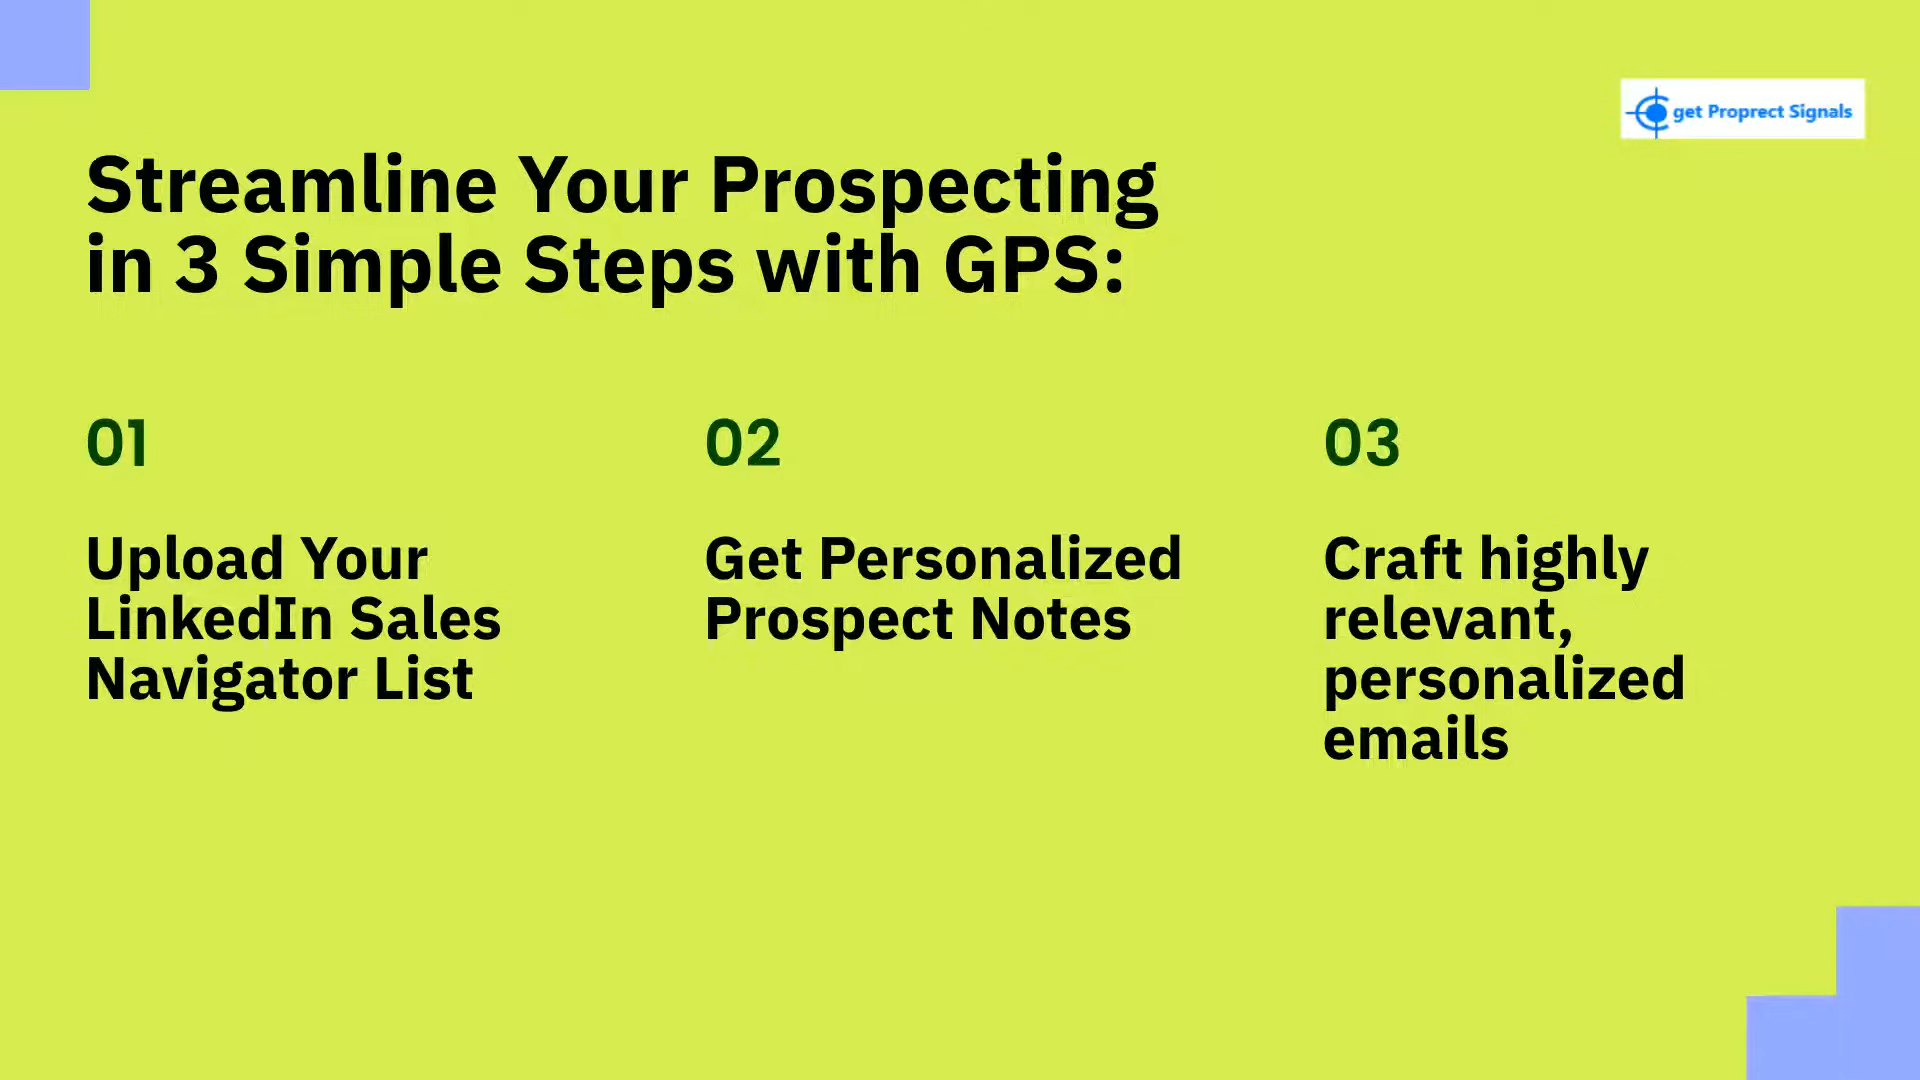 get Proprect Signals
Streamline Your Prospecting
in 3 Simple Steps with GPS:
01
Upload Your
LinkedIn Sales
Navigator List
02
Get Personalized
Prospect Notes
03
Craft highly
relevant,
personalized
emails